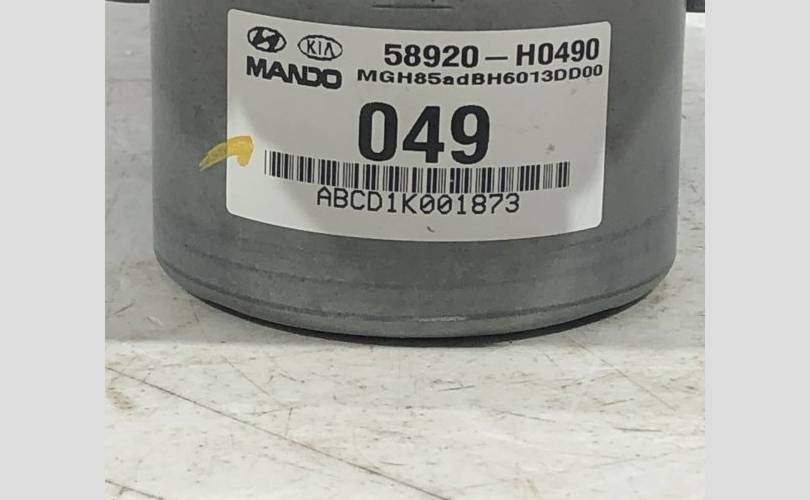 KIA
58920-H0490
MANDO
MGH85adBH6013DD00
049
ABCD1K001873